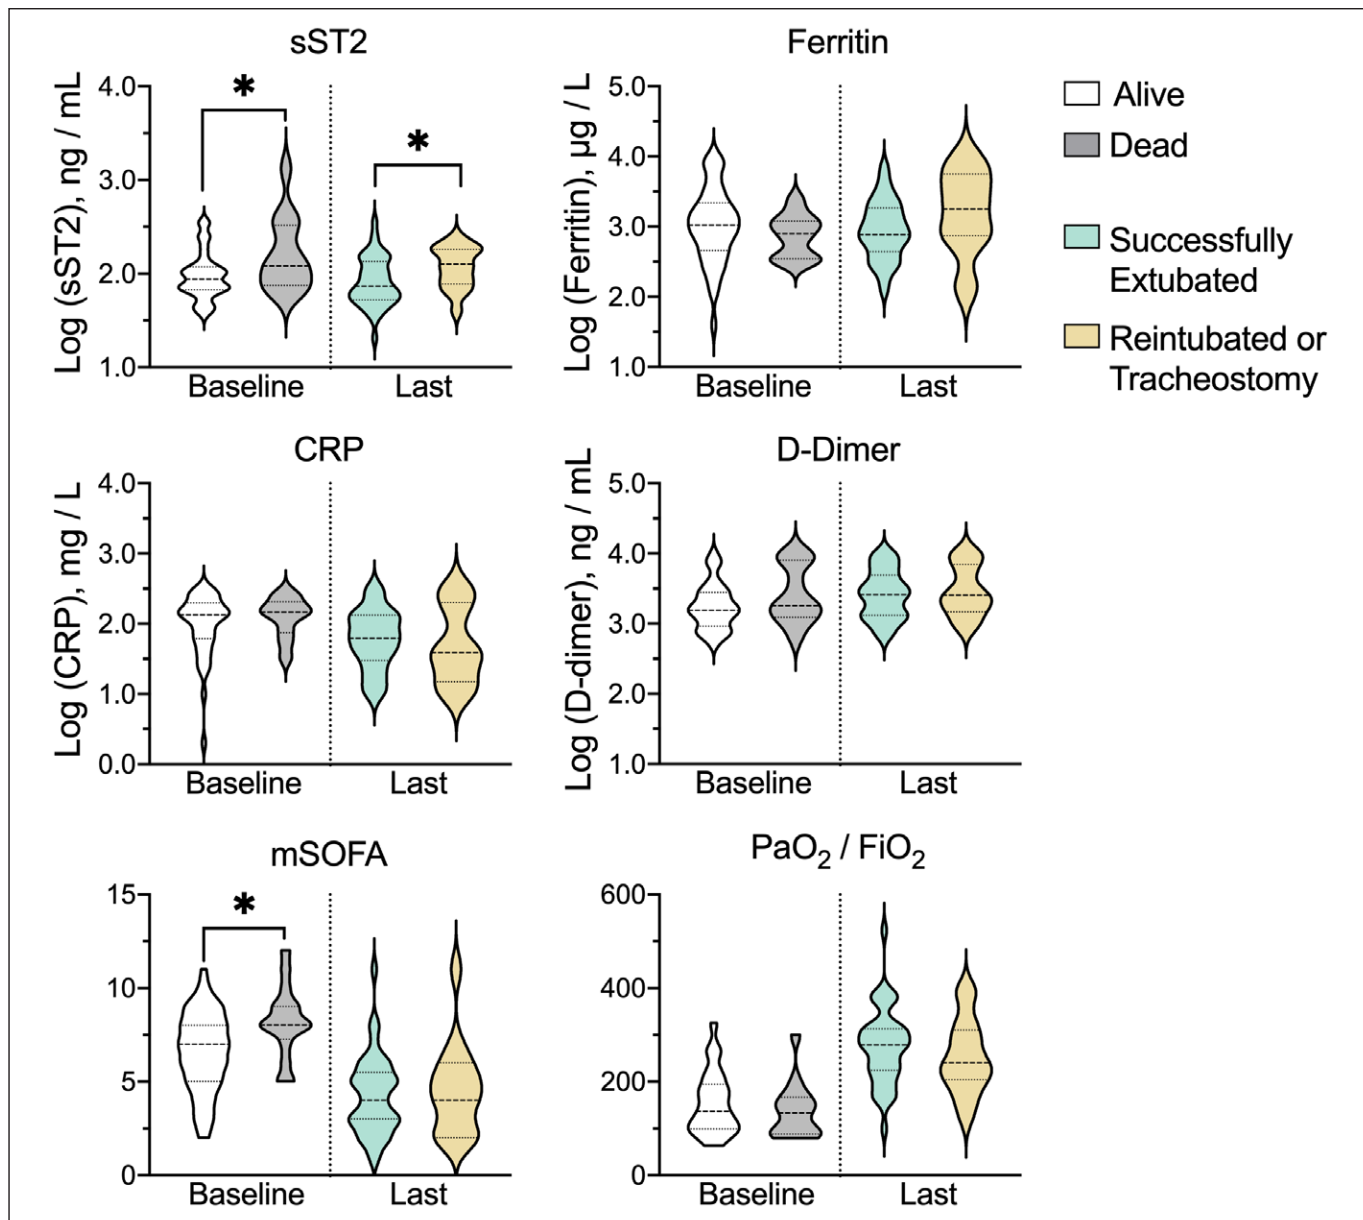 sST2
Log (sST2), ng / mL
4.0
3.0
2.0
1.0
*
*
Baseline
Last
Ferritin
Log (Ferritin), µg / L
5.0
4.0
3.0
2.0
1.0
Baseline
Last
Alive
Dead
Successfully
Extubated
Reintubated or
Tracheostomy
CRP
Log (CRP), mg / L
4.0
3.0
2.0
1.0
0.0
Baseline
Last
D-Dimer
Log (D-dimer), ng / mL
5.0
4.0
3.0
2.0
1.0
Baseline
Last
mSOFA
15
10
5
0
*
Baseline
Last
PaO₂ / FiO₂
600
400
200
0
Baseline
Last